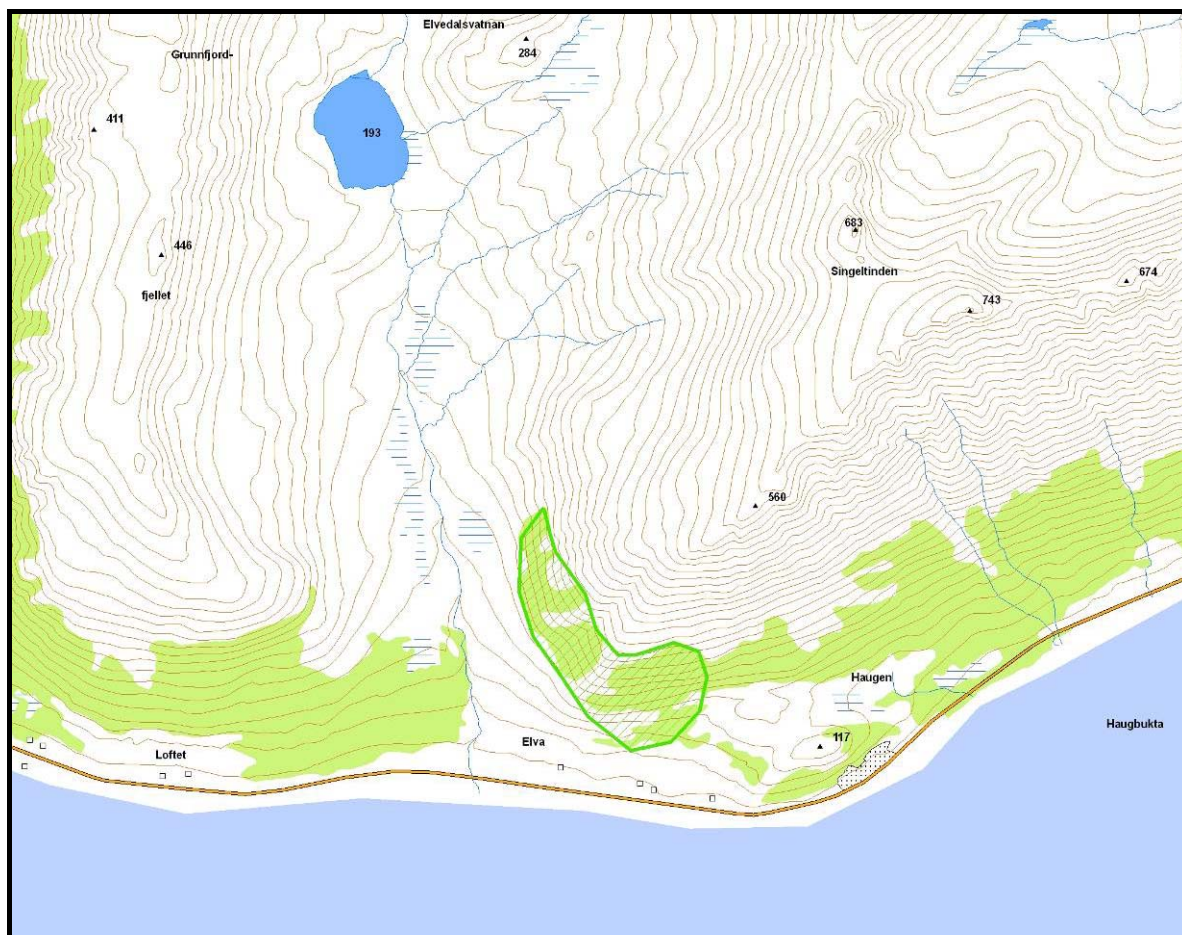 Elvedalsvatnan
284
Grunnfjord-
411
193
446
fjellet
683
Singeltinden
674
743
560
Haugen
Haugbukta
117
Elva
Loftet